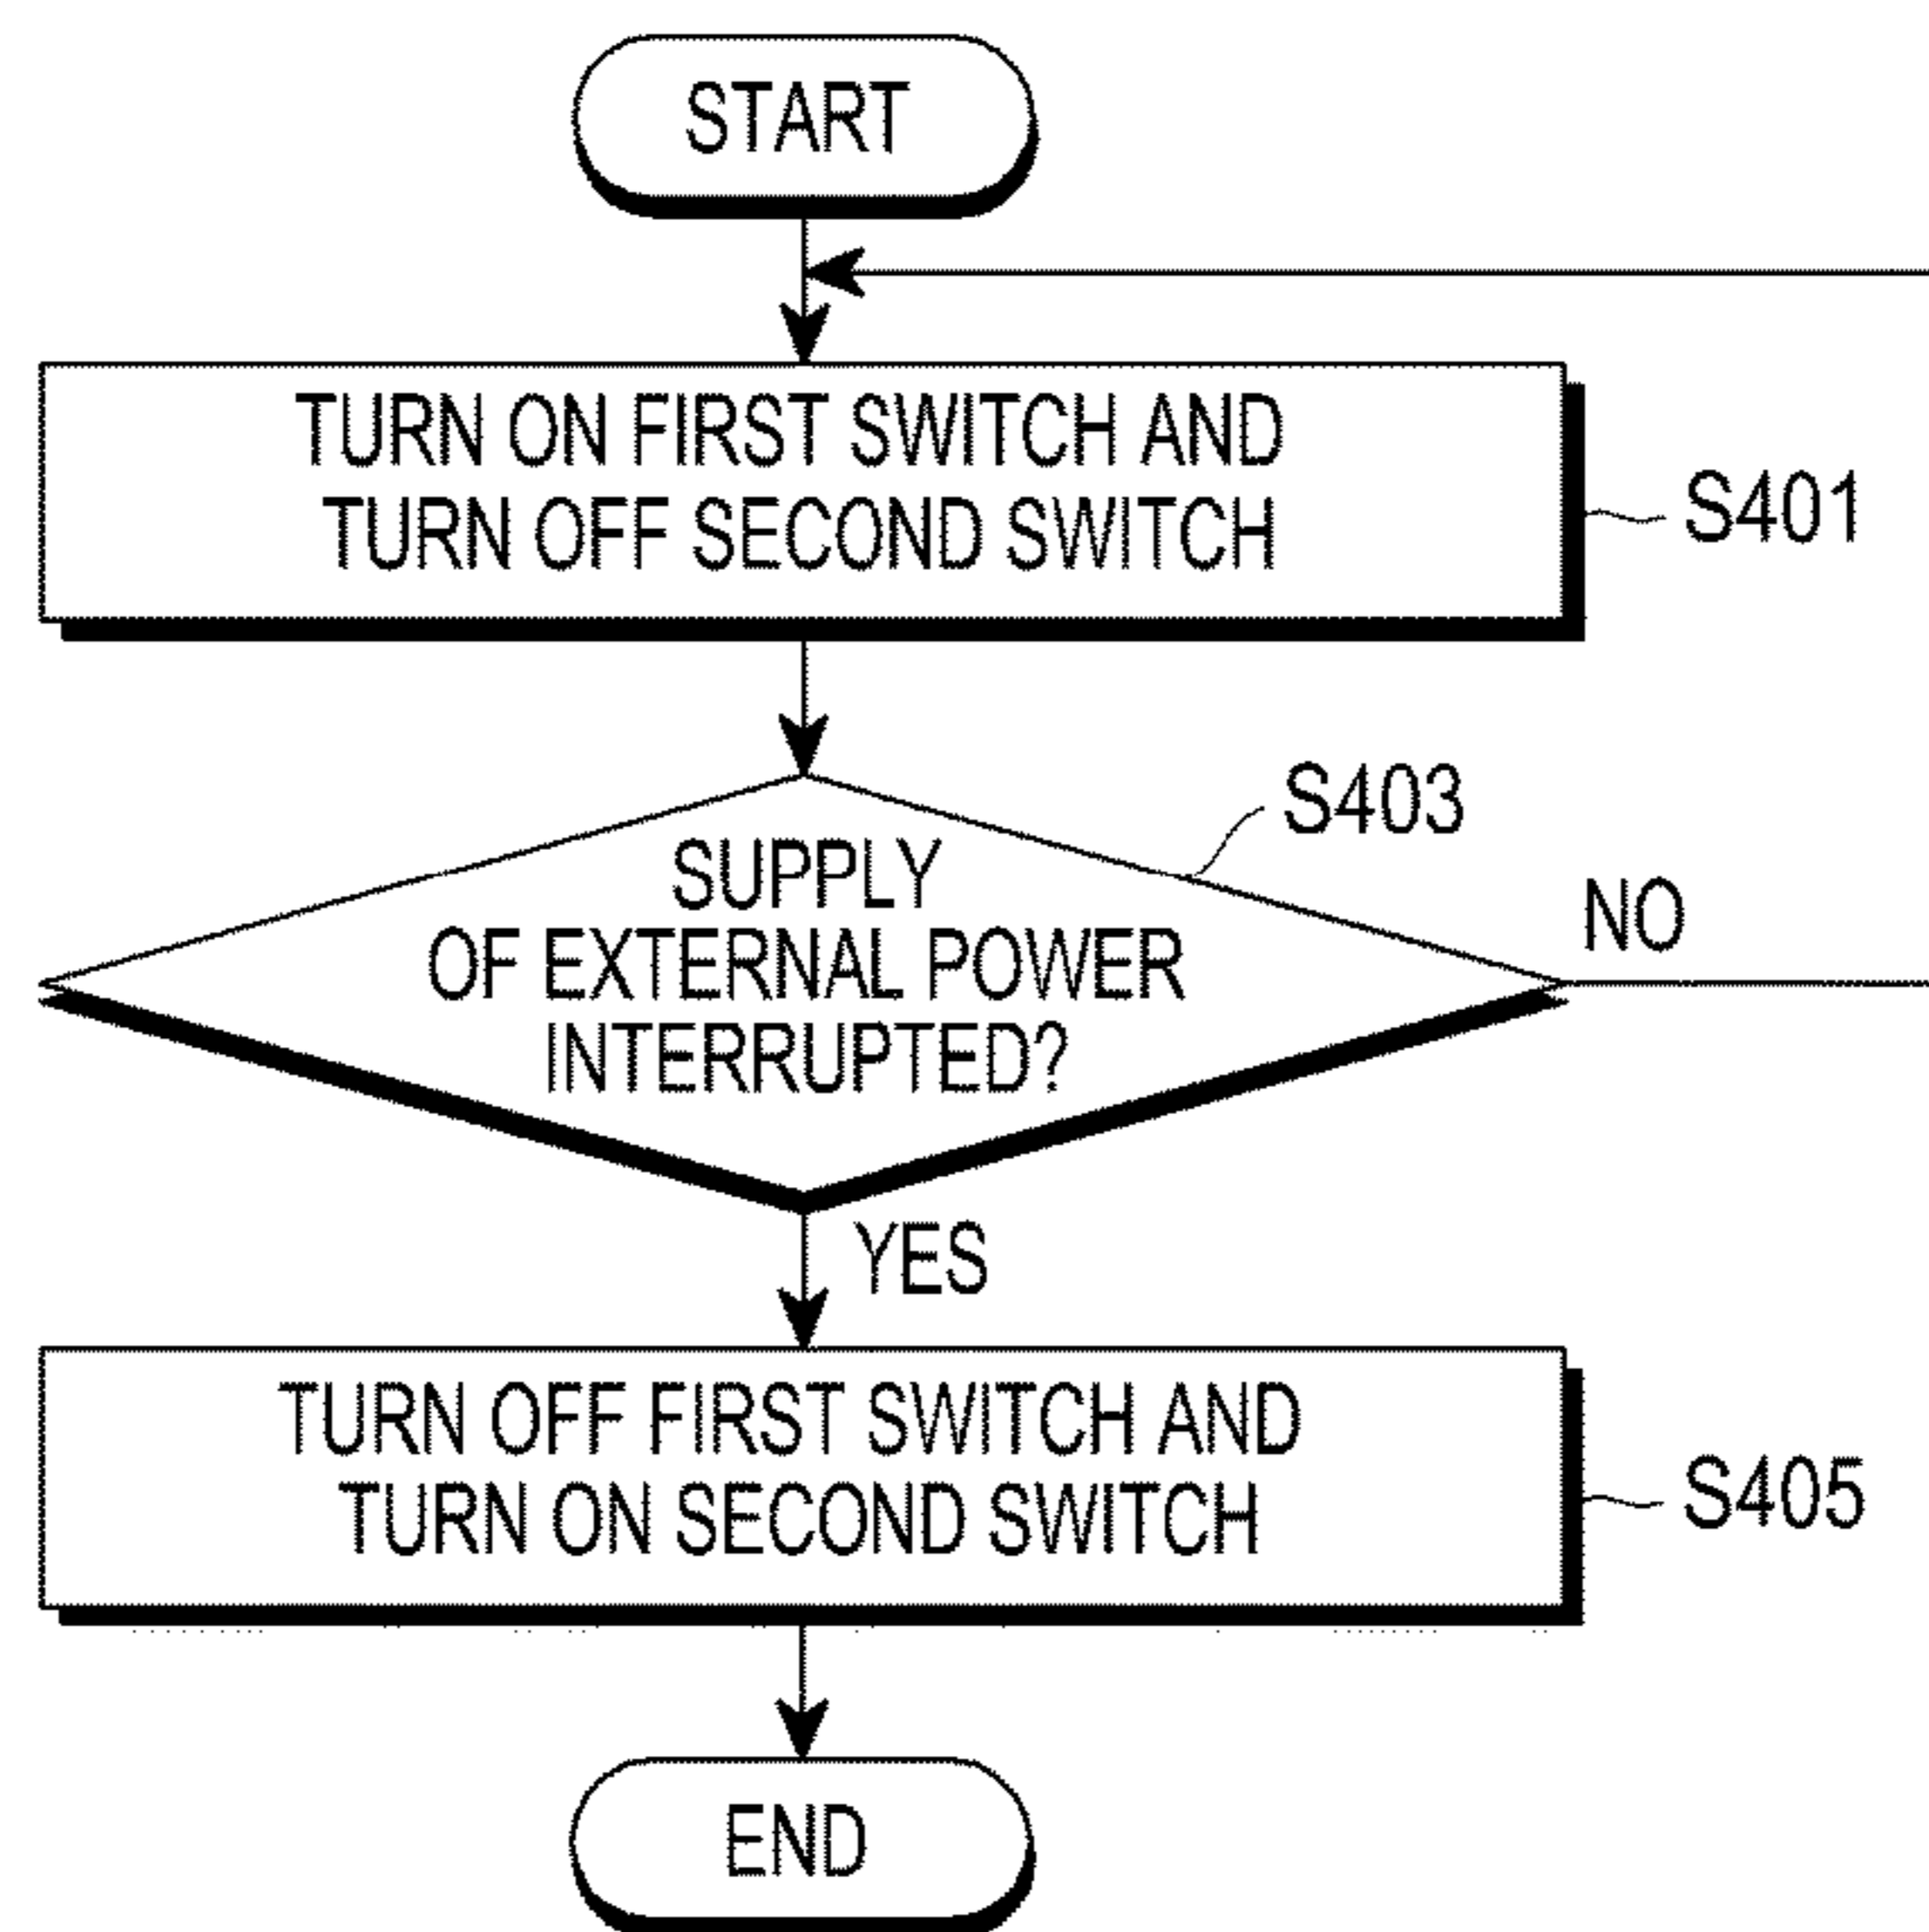 START
TURN ON FIRST SWITCH AND
TURN OFF SECOND SWITCH
S401
S403
SUPPLY
OF EXTERNAL POWER
INTERRUPTED?
NO
YES
TURN OFF FIRST SWITCH AND
TURN ON SECOND SWITCH
S405
END